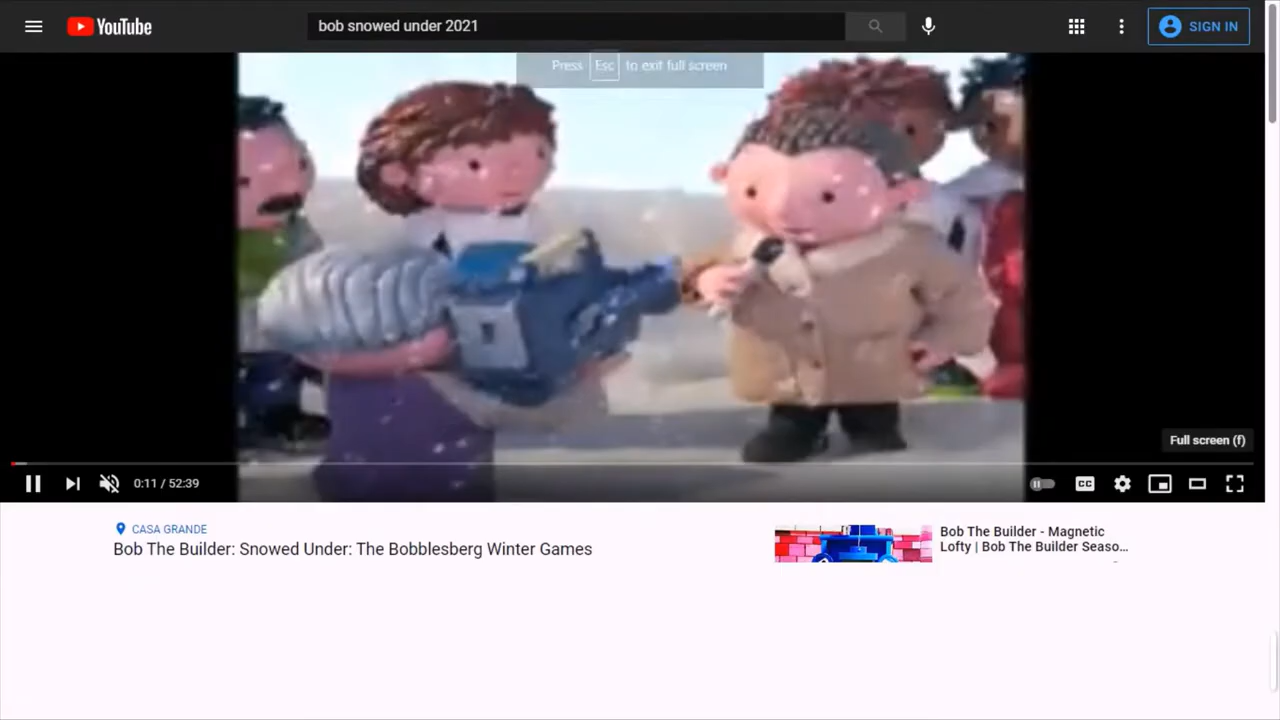 YouTube
bob snowed under 2021
SIGN IN
Press Esc to exit full screen
Full screen (f)
0:11 / 52:39
CC
CASA GRANDE
Bob The Builder: Snowed Under: The Bobblesberg Winter Games
Bob The Builder - Magnetic
Lofty | Bob The Builder Seaso...